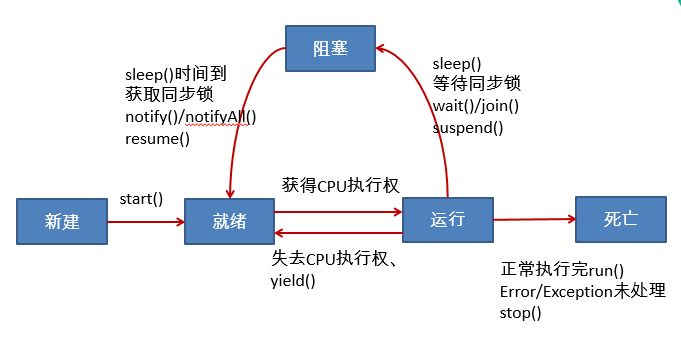 阻塞
sleep()时间到
获取同步锁
notify()/notifyAll()
resume()
sleep()
等待同步锁
wait()/join()
suspend()
新建
start()
就绪
获得CPU执行权
失去CPU执行权、
yield()
运行
死亡
正常执行完run()
Error/Exception未处理
stop()